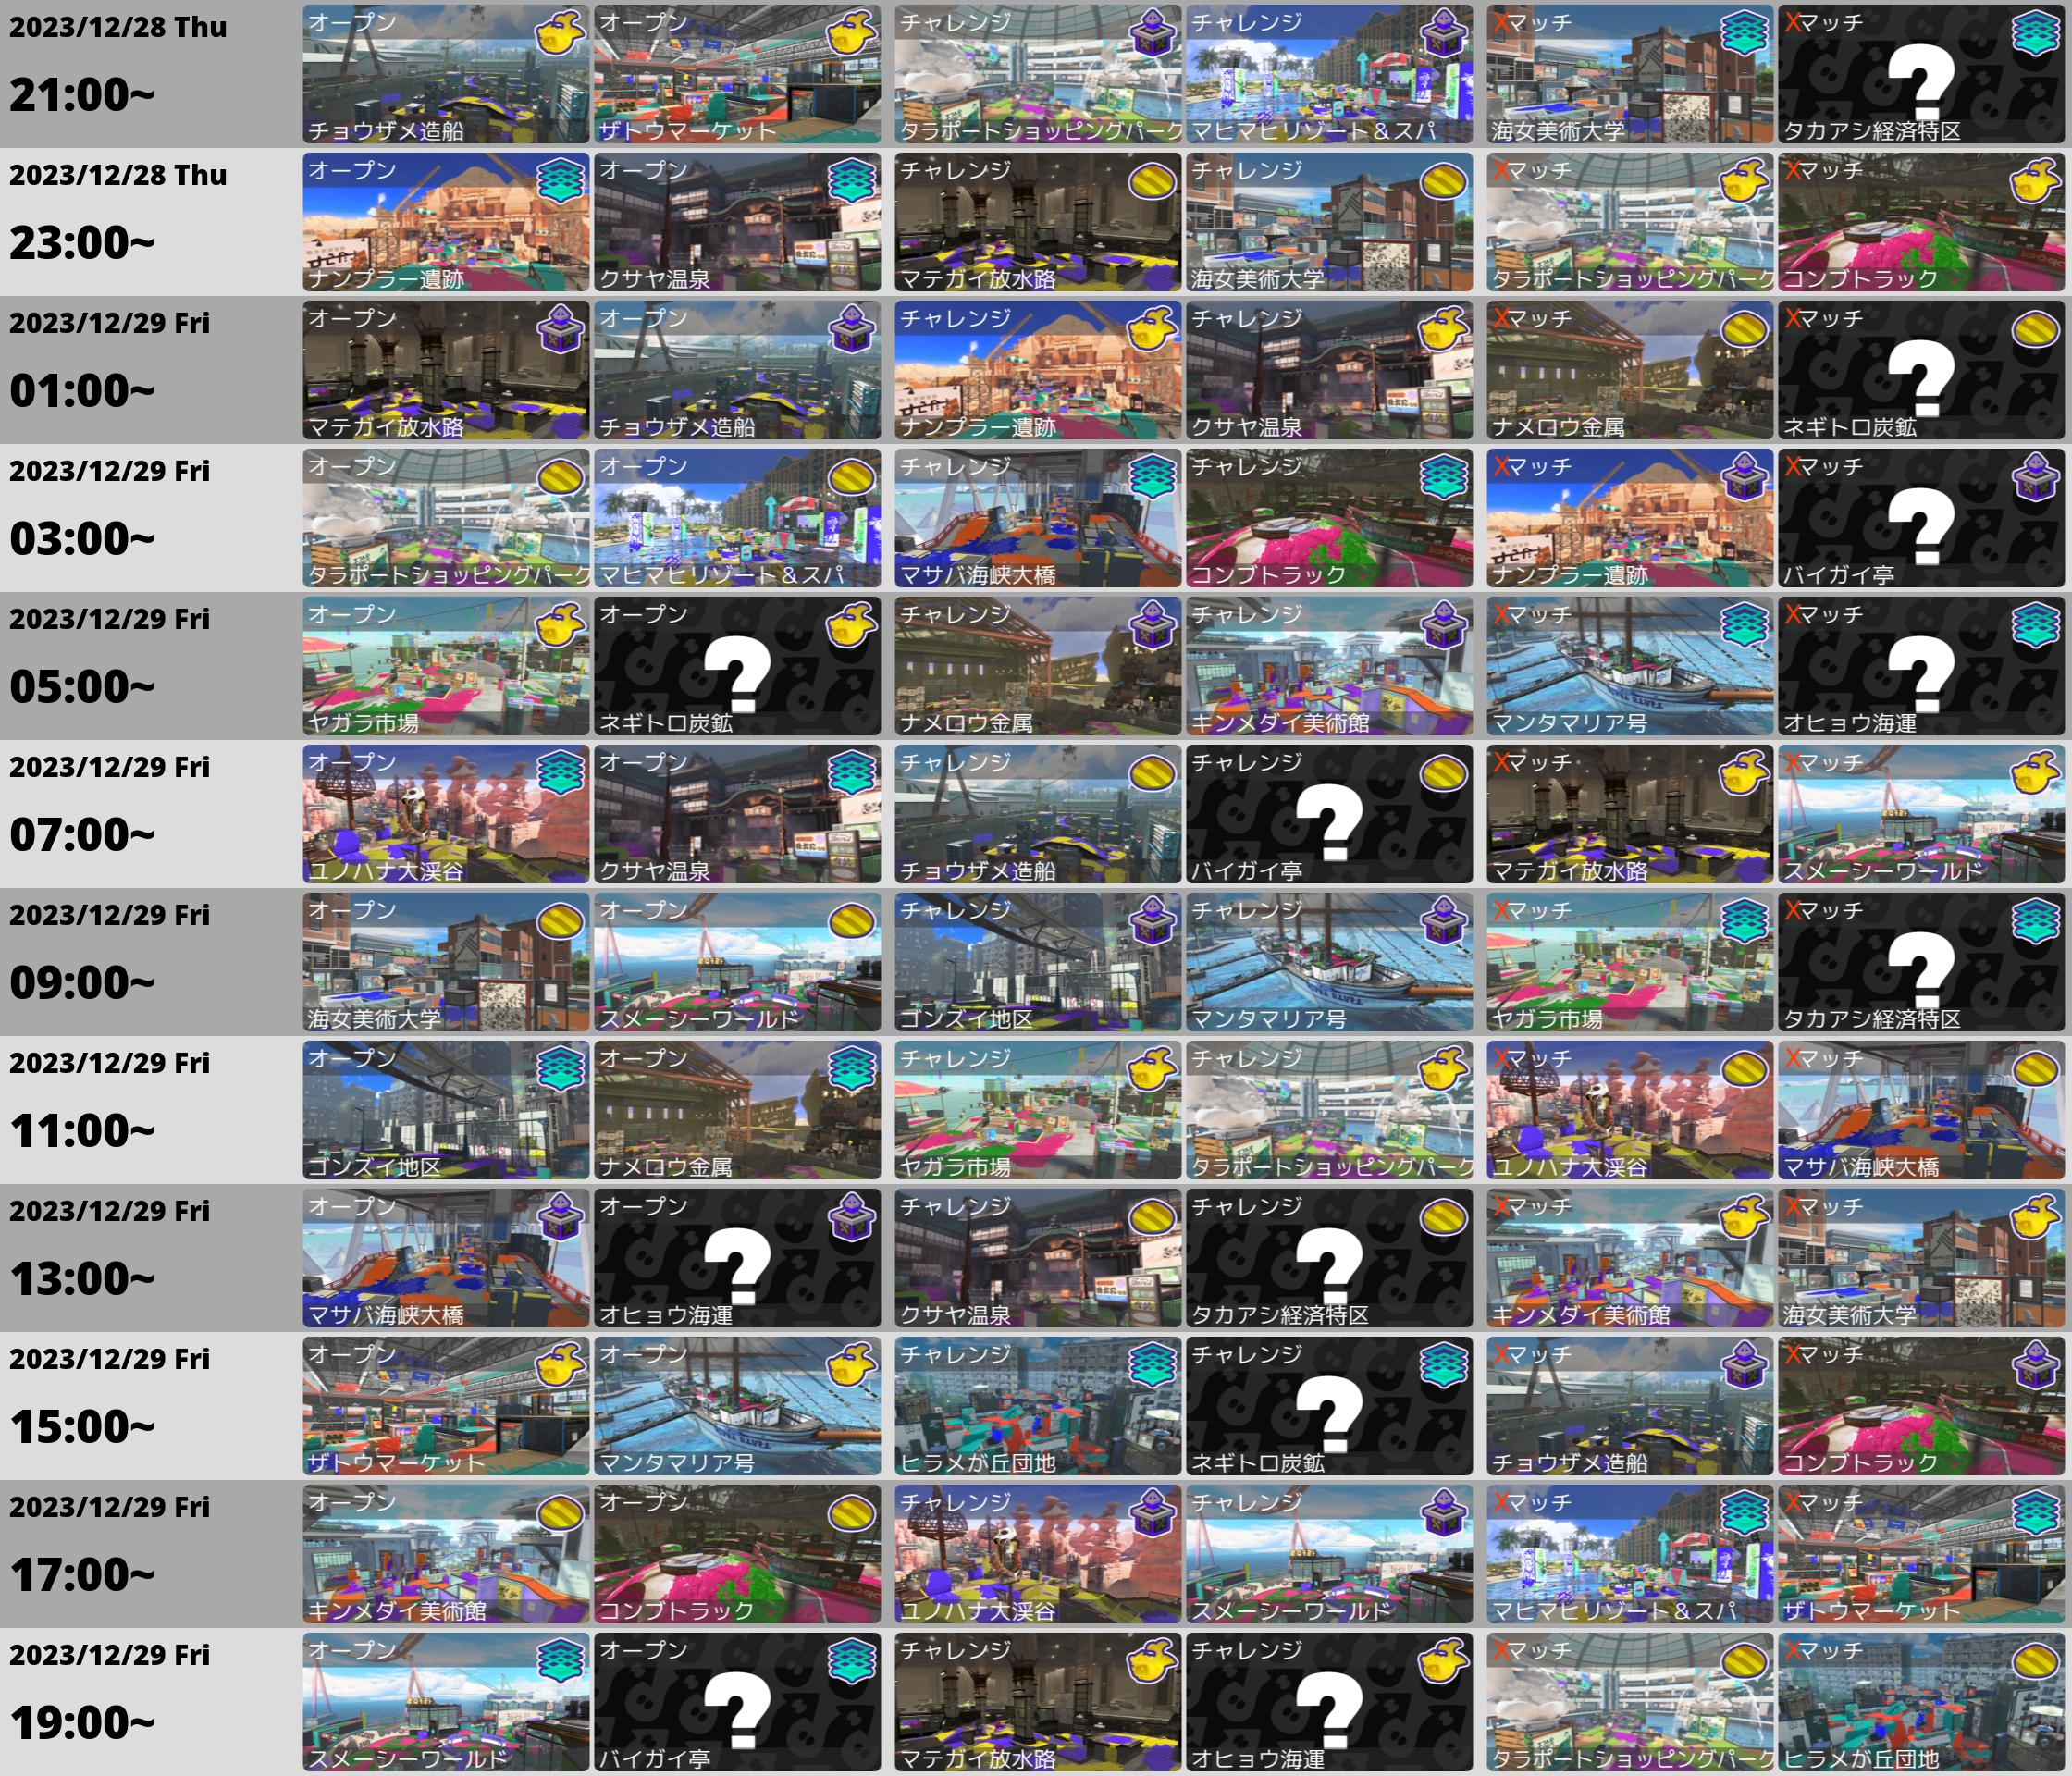 2023/12/28 Thu
21:00~
オープン
チョウザメ造船
オープン
ザトウマーケット
チャレンジ
タラポートショッピングパーク
チャレンジ
マヒマヒリゾート＆スパ
Xマッチ
海女美術大学
Xマッチ
タカアシ経済特区
2023/12/28 Thu
23:00~
オープン
ナンプラー遺跡
オープン
クサヤ温泉
チャレンジ
マテガイ放水路
チャレンジ
海女美術大学
Xマッチ
タラポートショッピングパーク
Xマッチ
コンブトラック
2023/12/29 Fri
01:00~
オープン
マテガイ放水路
オープン
チョウザメ造船
チャレンジ
ナンプラー遺跡
チャレンジ
クサヤ温泉
Xマッチ
ナメロウ金属
Xマッチ
ネギトロ炭鉱
2023/12/29 Fri
03:00~
オープン
タラポートショッピングパーク
オープン
マヒマヒリゾート＆スパ
チャレンジ
マサバ海峡大橋
チャレンジ
コンブトラック
Xマッチ
ナンプラー遺跡
Xマッチ
バイガイ亭
2023/12/29 Fri
05:00~
オープン
ヤガラ市場
オープン
ネギトロ炭鉱
チャレンジ
ナメロウ金属
チャレンジ
キンメダイ美術館
Xマッチ
マンタマリア号
Xマッチ
オヒョウ海運
2023/12/29 Fri
07:00~
オープン
ユノハナ大渓谷
オープン
クサヤ温泉
チャレンジ
チョウザメ造船
チャレンジ
バイガイ亭
Xマッチ
マテガイ放水路
Xマッチ
スメーシーワールド
2023/12/29 Fri
09:00~
オープン
海女美術大学
オープン
スメーシーワールド
チャレンジ
ゴンズイ地区
チャレンジ
マンタマリア号
Xマッチ
ヤガラ市場
Xマッチ
タカアシ経済特区
2023/12/29 Fri
11:00~
オープン
ゴンズイ地区
オープン
ナメロウ金属
チャレンジ
ヤガラ市場
チャレンジ
タラポートショッピングパーク
Xマッチ
ユノハナ大渓谷
Xマッチ
マサバ海峡大橋
2023/12/29 Fri
13:00~
オープン
マサバ海峡大橋
オープン
オヒョウ海運
チャレンジ
クサヤ温泉
チャレンジ
タカアシ経済特区
Xマッチ
キンメダイ美術館
Xマッチ
海女美術大学
2023/12/29 Fri
15:00~
オープン
ザトウマーケット
オープン
マンタマリア号
チャレンジ
ヒラメが丘団地
チャレンジ
ネギトロ炭鉱
Xマッチ
チョウザメ造船
Xマッチ
コンブトラック
2023/12/29 Fri
17:00~
オープン
キンメダイ美術館
オープン
コンブトラック
チャレンジ
ユノハナ大渓谷
チャレンジ
スメーシーワールド
Xマッチ
マヒマヒリゾート＆スパ
Xマッチ
ザトウマーケット
2023/12/29 Fri
19:00~
オープン
スメーシーワールド
オープン
バイガイ亭
チャレンジ
マテガイ放水路
チャレンジ
オヒョウ海運
Xマッチ
タラポートショッピングパーク
Xマッチ
ヒラメが丘団地